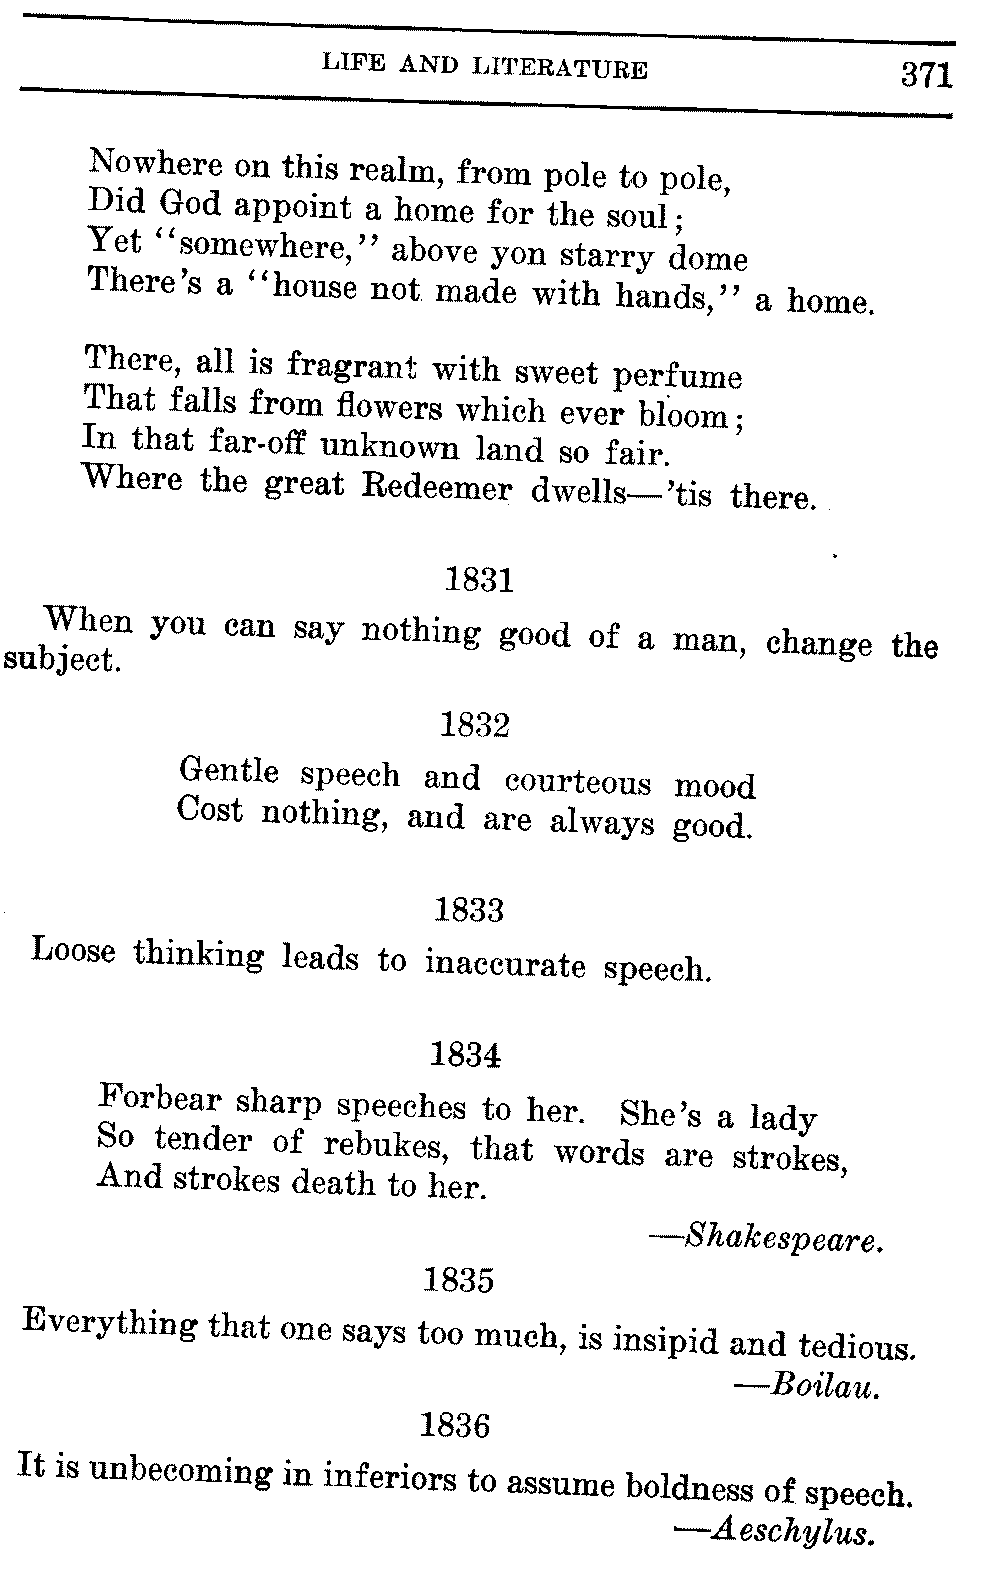 LIFE AND LITERATURE 371
Nowhere on this realm, from pole to pole,
Did God appoint a home for the soul;
Yet "somewhere," above yon starry dome
There's a "house not made with hands," a home.
There, all is fragrant with sweet perfume
That falls from flowers which ever bloom;
In that far-off unknown land so fair.
Where the great Redeemer dwells—'tis there.
1831
When you can say nothing good of a man, change the
subject.
1832
Gentle speech and courteous mood
Cost nothing, and are always good.
1833
Loose thinking leads to inaccurate speech.
1834
Forbear sharp speeches to her. She's a lady
So tender of rebukes, that words are strokes,
And strokes death to her.
—Shakespeare.
1835
Everything that one says too much, is insipid and tedious.
—Boilau.
1836
It is unbecoming in inferiors to assume boldness of speech.
—Aeschylus.